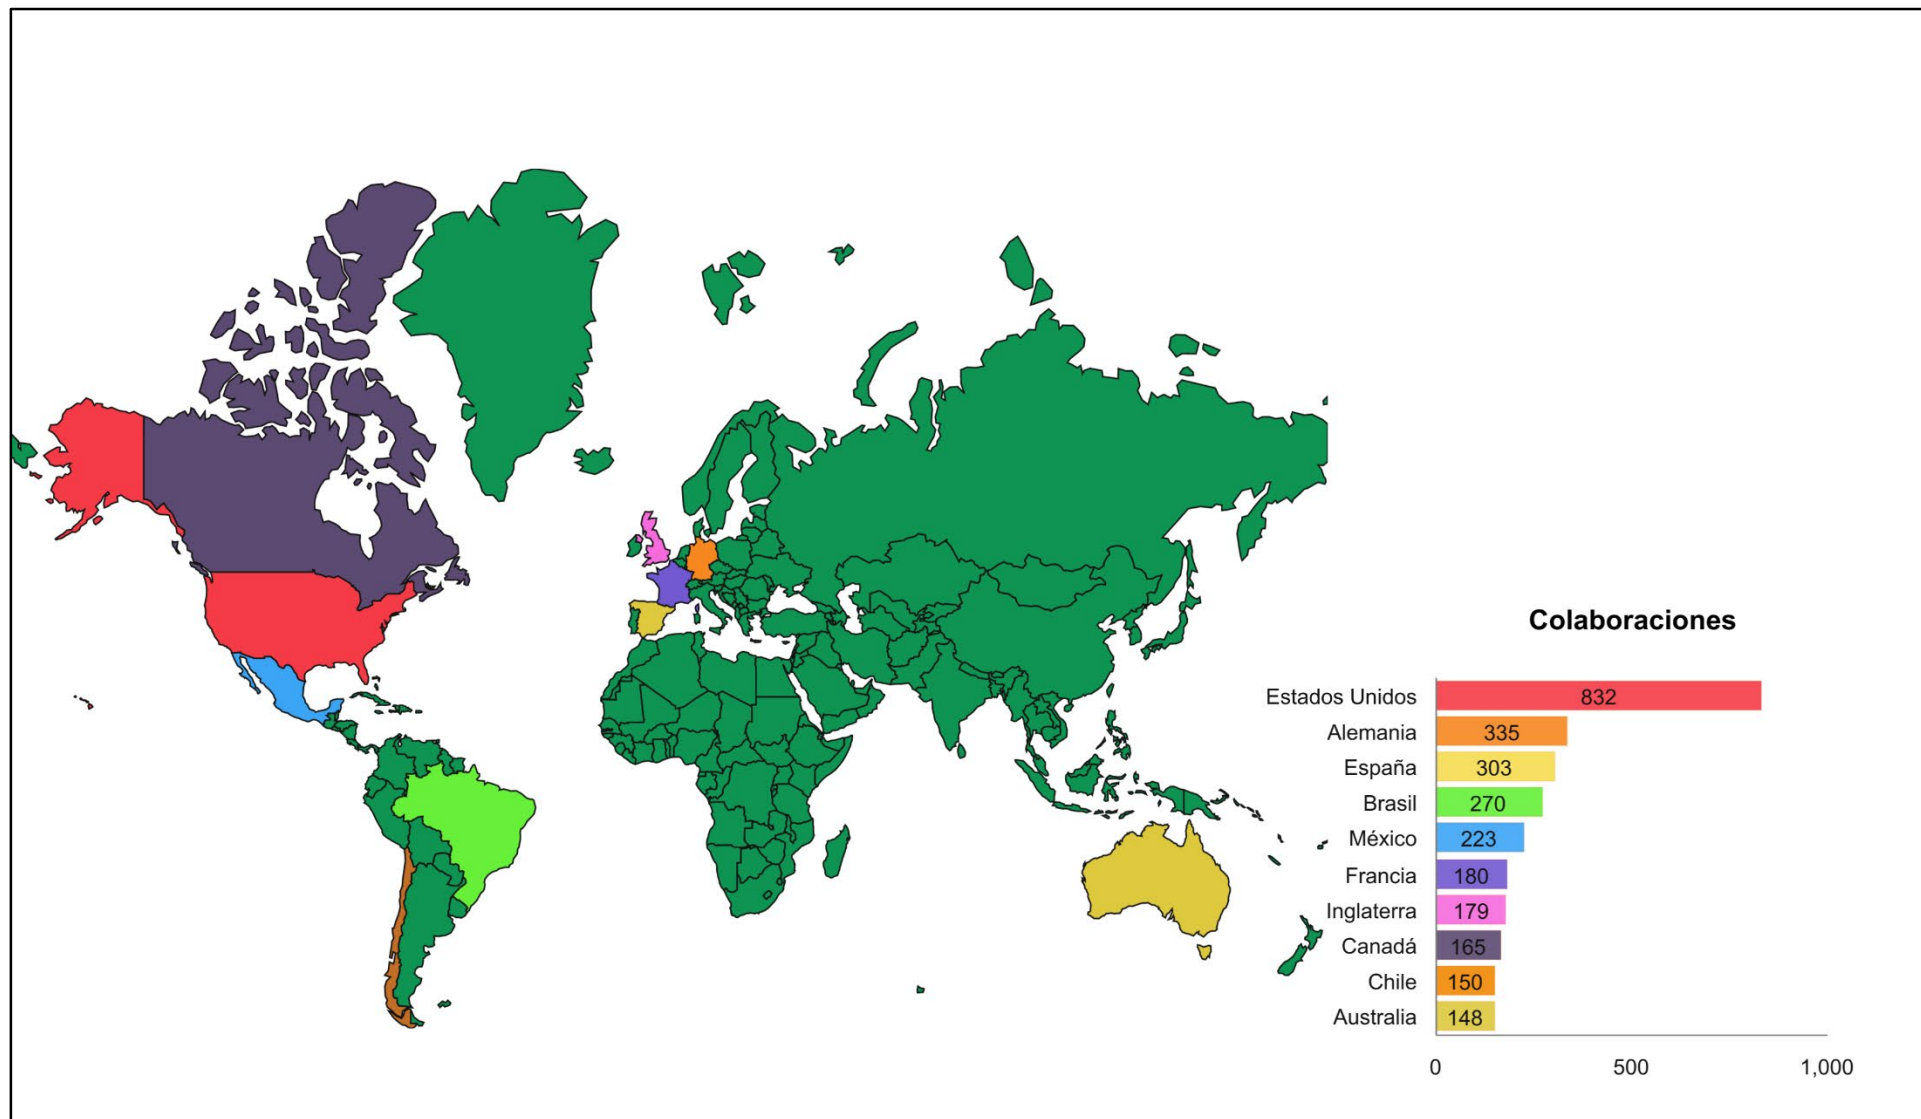 Colaboraciones
Estados Unidos 832
Alemania 335
España 303
Brasil 270
México 223
Francia 180
Inglaterra 179
Canadá 165
Chile 150
Australia 148
0 500 1,000